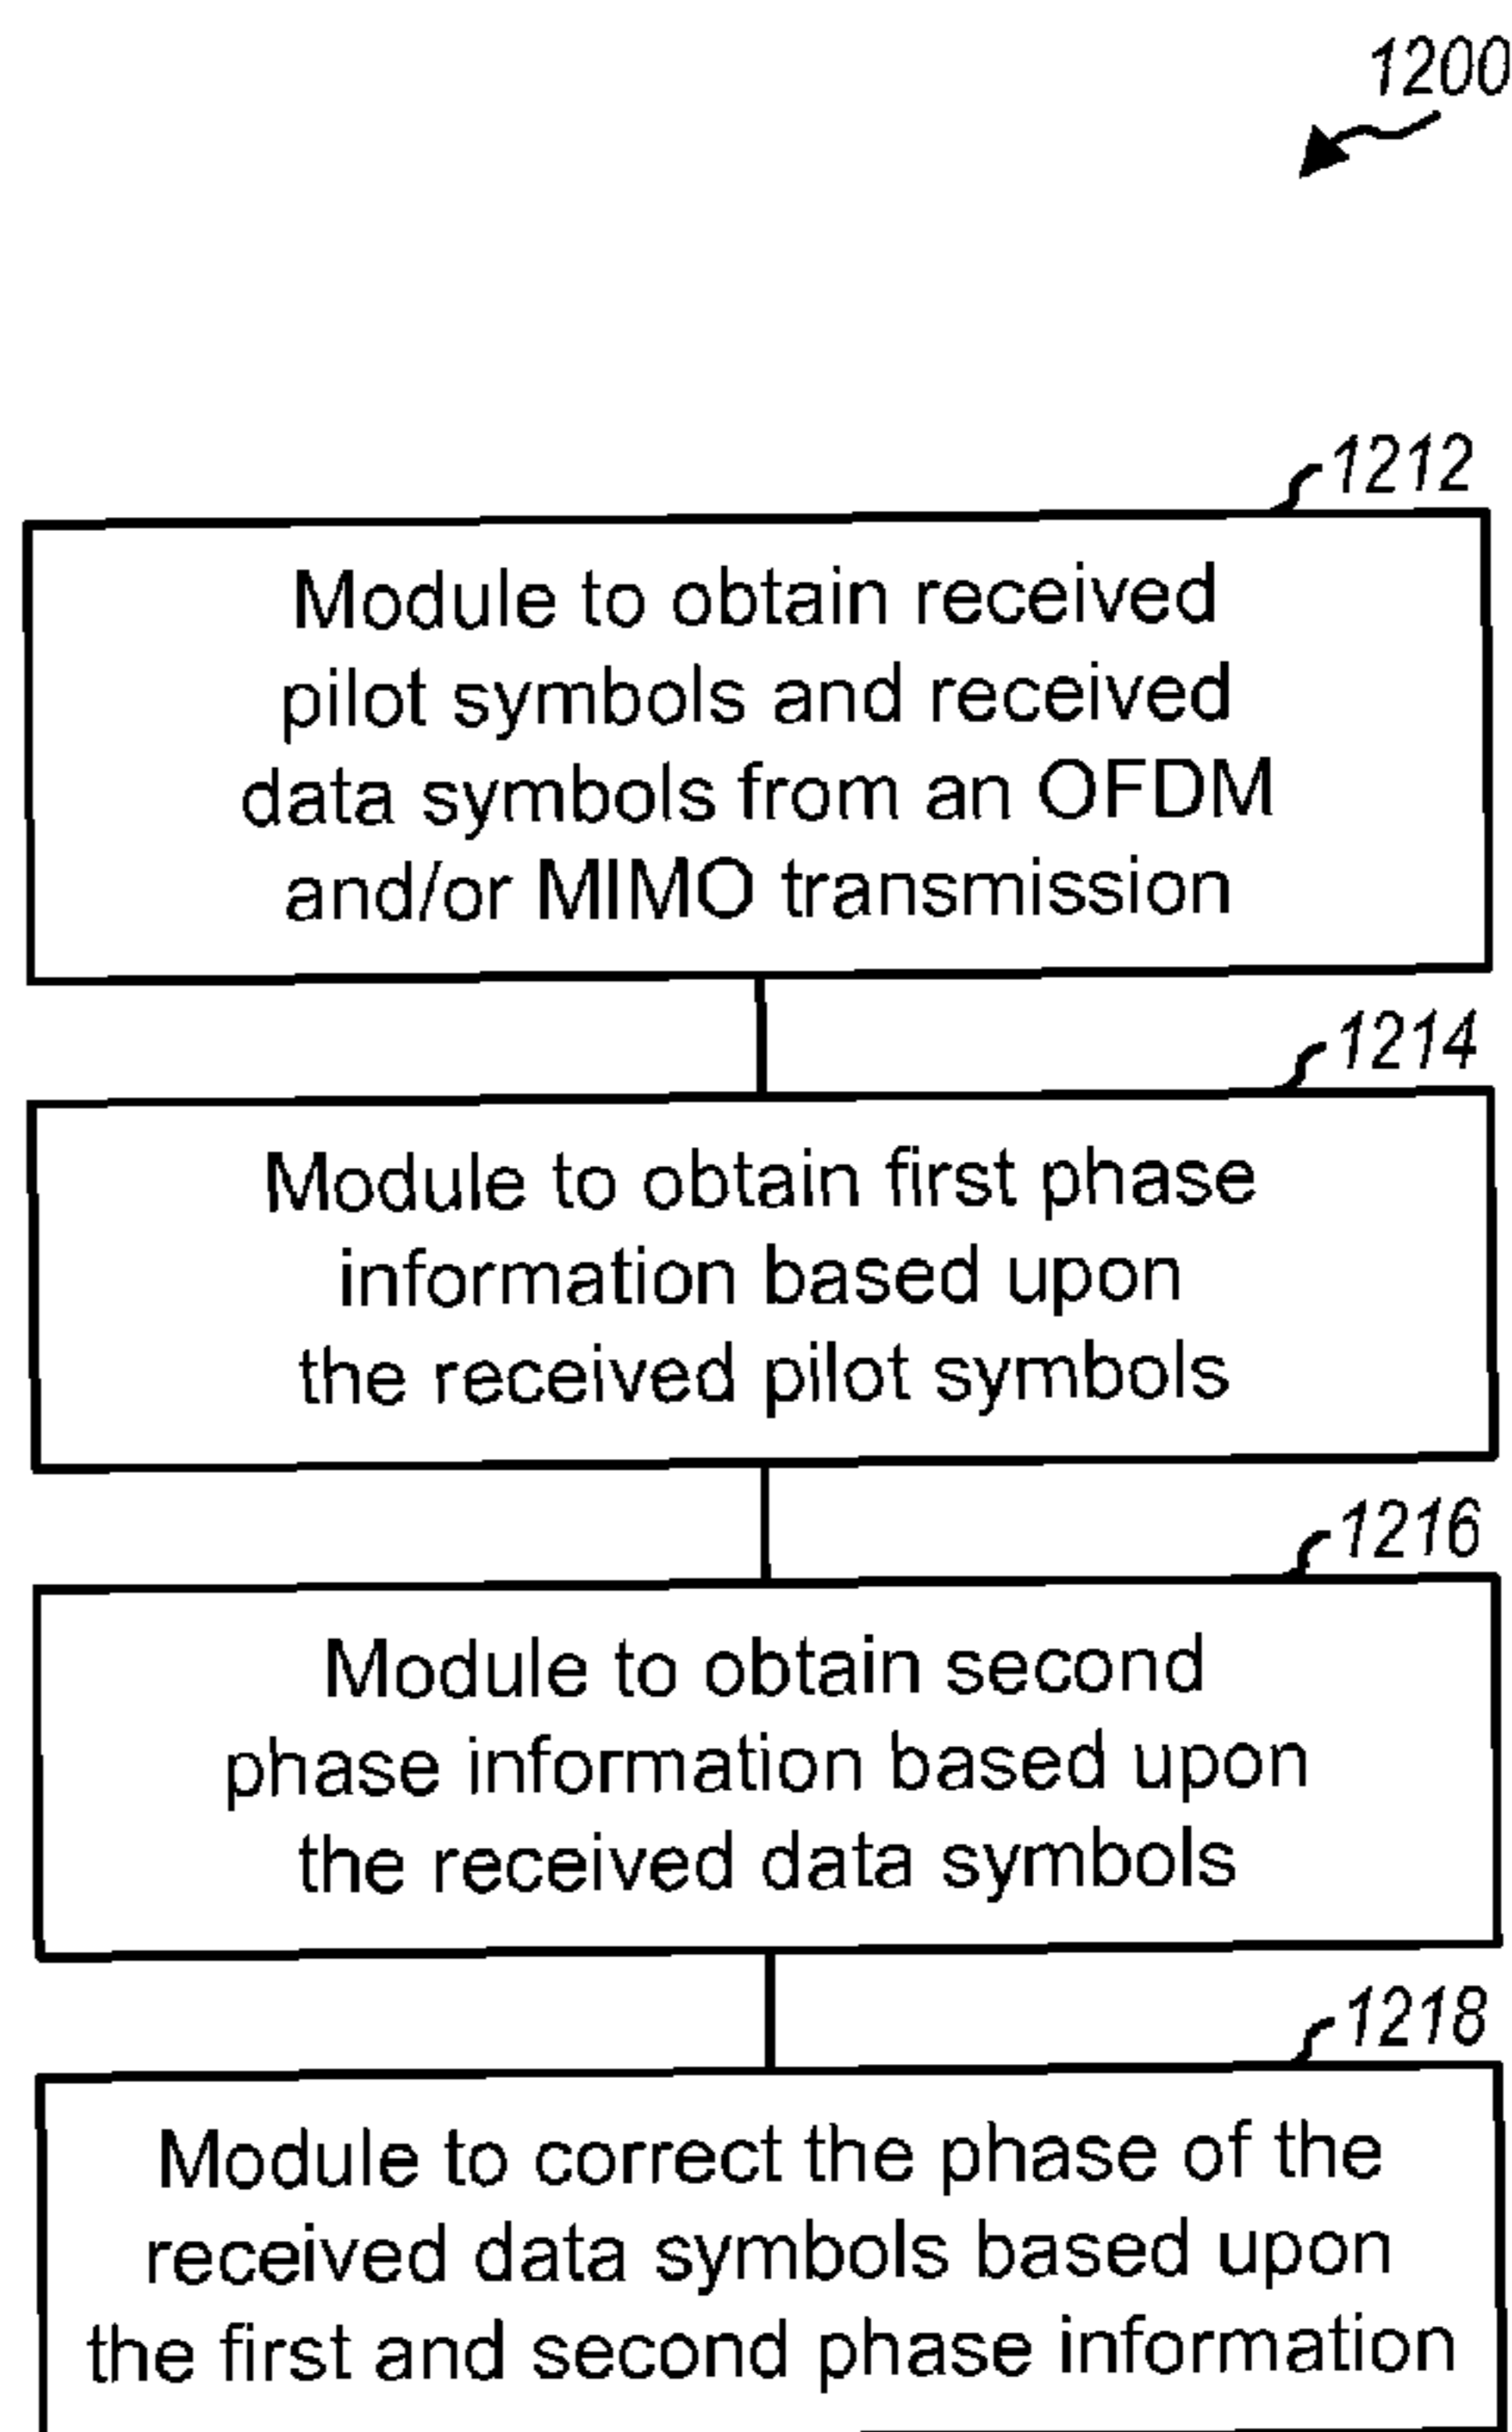 1200
1212
Module to obtain received
pilot symbols and received
data symbols from an OFDM
and/or MIMO transmission
1214
Module to obtain first phase
information based upon
the received pilot symbols
1216
Module to obtain second
phase information based upon
the received data symbols
1218
Module to correct the phase of the
received data symbols based upon
the first and second phase information